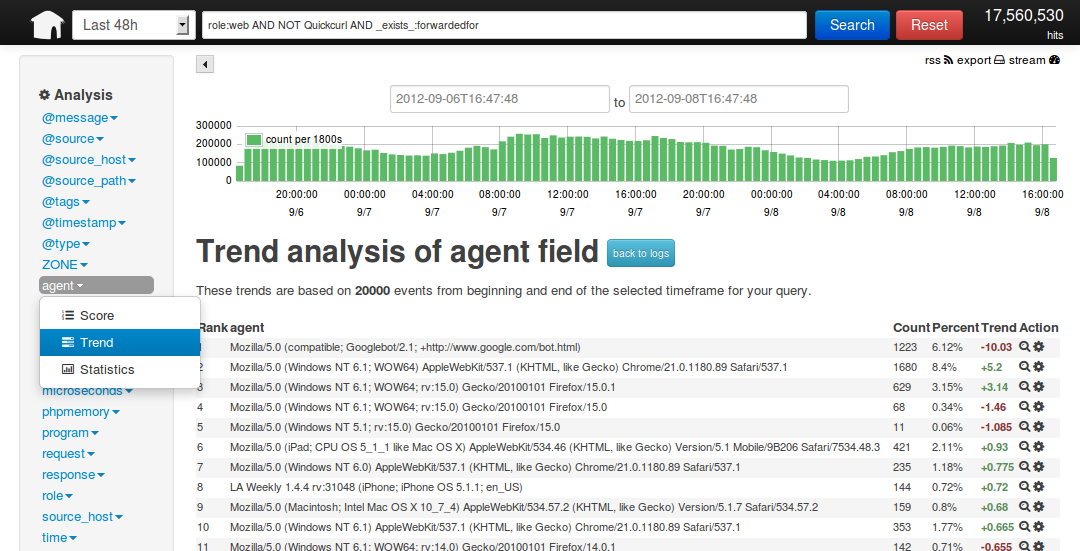 Last 48h
role:web AND NOT Quickcurl AND _exists_:forwardedfor
Search
Reset
17,560,530
hits
rss export stream
Analysis
@message
@source
@source_host
@source_path
@tags
@timestamp
@type
ZONE
agent
Score
Trend
Statistics
microseconds
phpmemory
program
request
response
role
source_host
time
2012-09-06T16:47:48 to 2012-09-08T16:47:48
300000
200000
100000
0
count per 1800s
20:00:00 00:00:00 04:00:00 08:00:00 12:00:00 16:00:00 20:00:00 00:00:00 04:00:00 08:00:00 12:00:00 16:00:00
9/6 9/7 9/7 9/7 9/7 9/7 9/7 9/8 9/8 9/8 9/8 9/8
Trend analysis of agent field
back to logs
These trends are based on 20000 events from beginning and end of the selected timeframe for your query.
Rank agent Count Percent Trend Action
1 Mozilla/5.0 (compatible; Googlebot/2.1; +http://www.google.com/bot.html) 1223 6.12% -10.03
2 Mozilla/5.0 (Windows NT 6.1; WOW64) AppleWebKit/537.1 (KHTML, like Gecko) Chrome/21.0.1180.89 Safari/537.1 1680 8.4% +5.2
3 Mozilla/5.0 (Windows NT 6.1; WOW64; rv:15.0) Gecko/20100101 Firefox/15.0.1 629 3.15% +3.14
4 Mozilla/5.0 (Windows NT 6.1; WOW64; rv:15.0) Gecko/20100101 Firefox/15.0 68 0.34% -1.46
5 Mozilla/5.0 (Windows NT 5.1; rv:15.0) Gecko/20100101 Firefox/15.0 11 0.06% -1.085
6 Mozilla/5.0 (iPad; CPU OS 5_1_1 like Mac OS X) AppleWebKit/534.46 (KHTML, like Gecko) Version/5.1 Mobile/9B206 Safari/7534.48.3 421 2.11% +0.93
7 Mozilla/5.0 (Windows NT 6.0) AppleWebKit/537.1 (KHTML, like Gecko) Chrome/21.0.1180.89 Safari/537.1 235 1.18% +0.775
8 LA Weekly 1.4.4 rv:31048 (iPhone; iPhone OS 5.1.1; en_US) 144 0.72% +0.72
9 Mozilla/5.0 (Macintosh; Intel Mac OS X 10_7_4) AppleWebKit/534.57.2 (KHTML, like Gecko) Version/5.1.7 Safari/534.57.2 159 0.8% +0.68
10 Mozilla/5.0 (Windows NT 6.1) AppleWebKit/537.1 (KHTML, like Gecko) Chrome/21.0.1180.89 Safari/537.1 353 1.77% +0.665
11 Mozilla/5.0 (Windows NT 6.1; WOW64; rv:14.0) Gecko/20100101 Firefox/14.0.1 142 0.71% -0.655